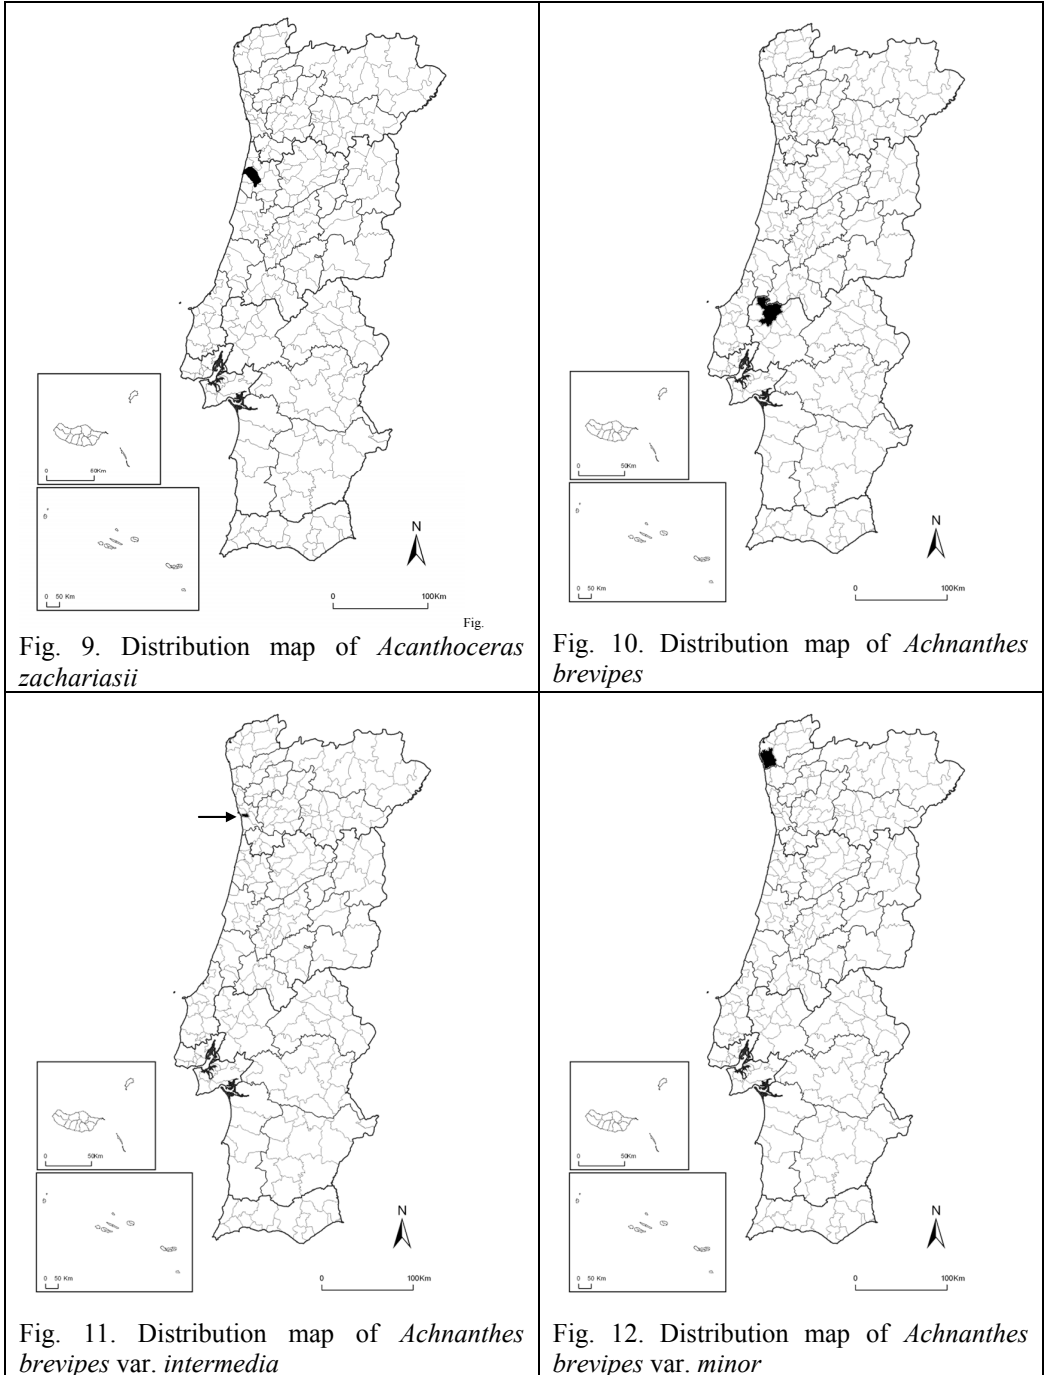 N
0 60Km
0 50 Km
0 100Km
Fig.
Fig. 9. Distribution map of Acanthoceras
zachariasii
N
0 50Km
0 50 Km
0 100Km
Fig. 10. Distribution map of Achnanthes
brevipes
N
0 50Km
0 50 Km
0 100Km
Fig. 11. Distribution map of Achnanthes
brevipes var. intermedia
N
0 50Km
0 50 Km
0 100Km
Fig. 12. Distribution map of Achnanthes
brevipes var. minor